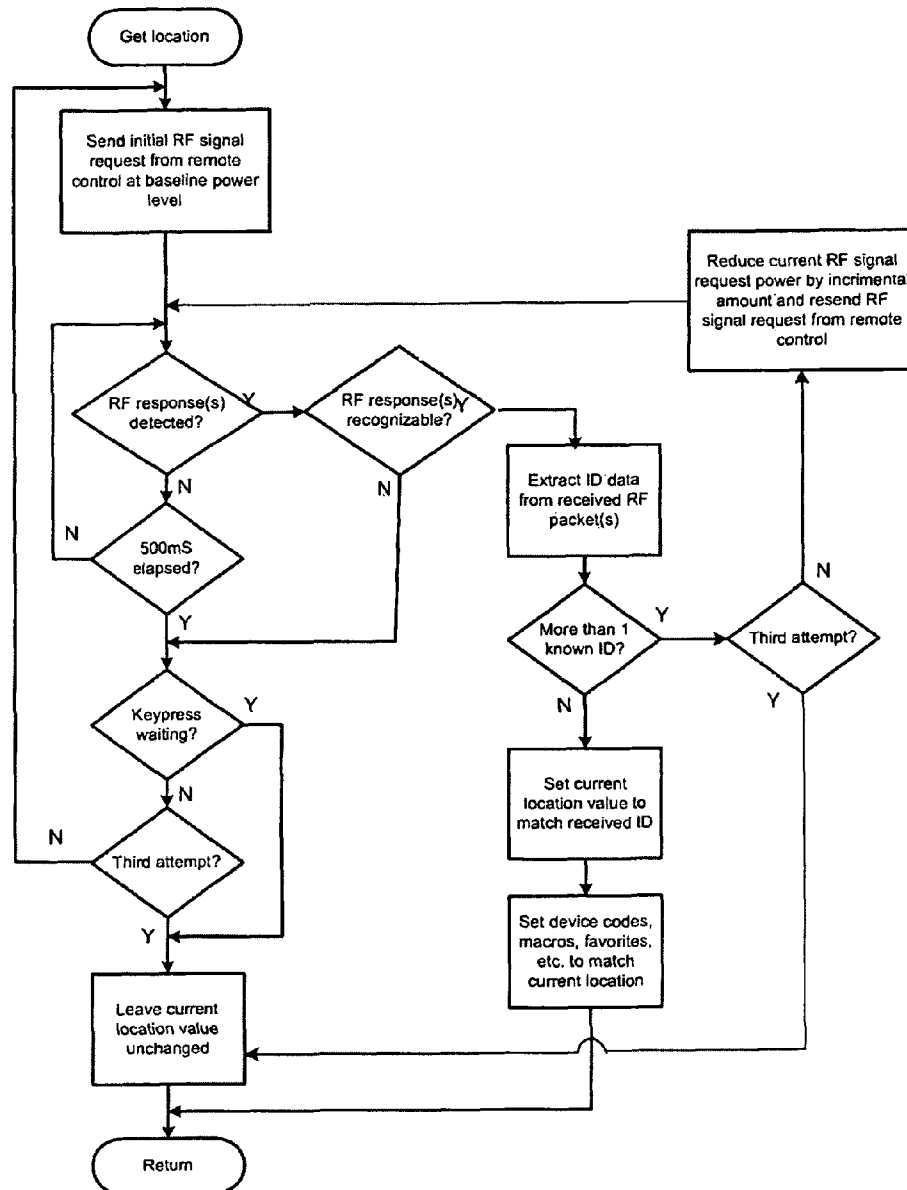 Get location
Send initial RF signal
request from remote
control at baseline power
level
Reduce current RF signal
request power by incrimental
amount and resend RF
signal request from remote
control
RF response(s)
detected?
Y
RF response(s)
recognizable?
Y
N
N
Extract ID data
from received RF
packet(s)
N
500mS
elapsed?
Y
More than 1
known ID?
Y
N
Third attempt?
N
Y
Keypress
waiting?
Y
N
Set current
location value to
match received ID
Third attempt?
N
Y
Set device codes,
macros, favorites,
etc. to match
current location
Leave current
location value
unchanged
Return